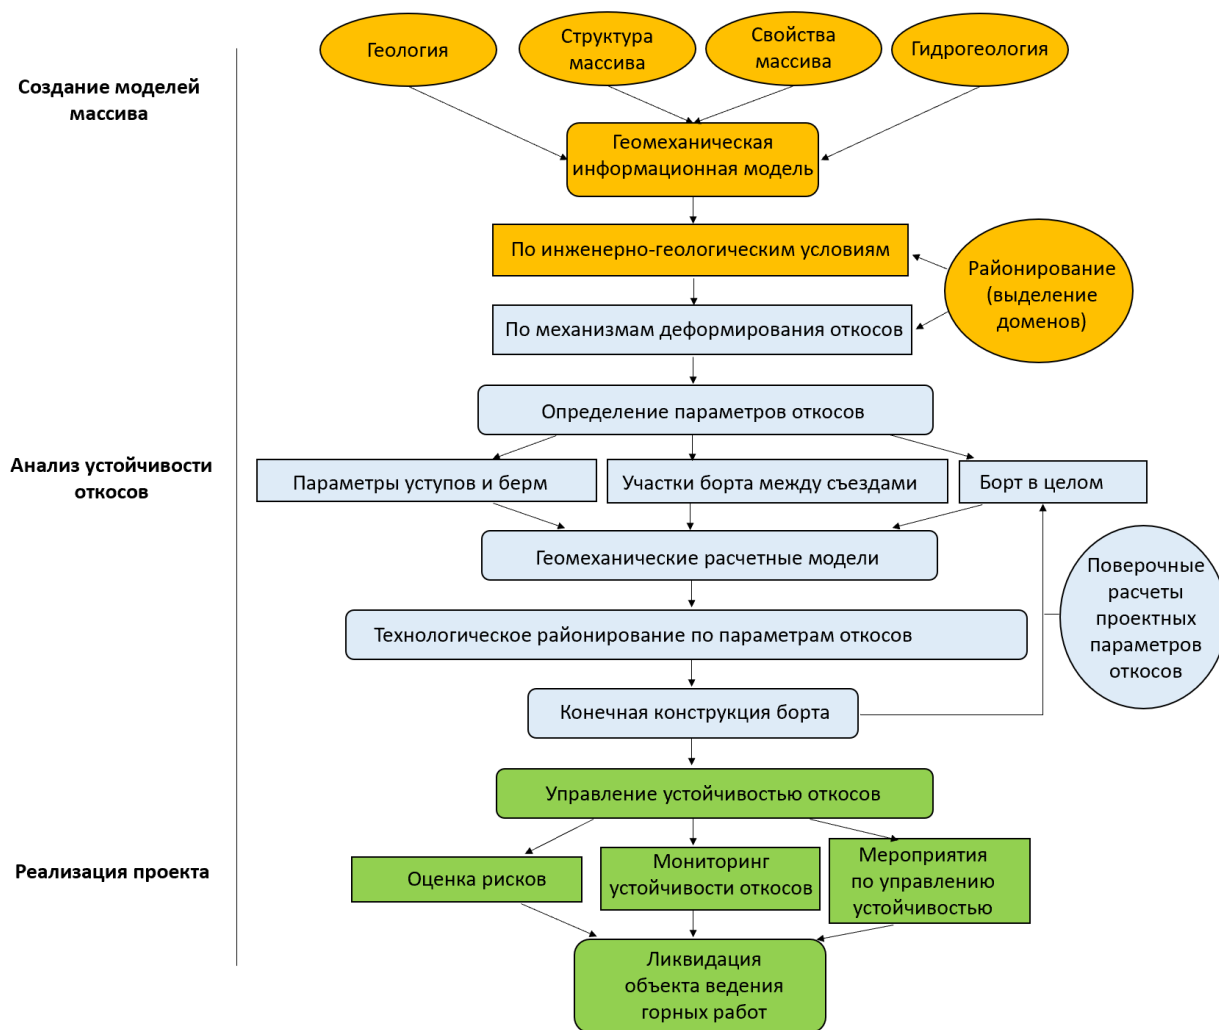 Создание моделей
массива
Геология
Структура
массива
Свойства
массива
Гидрогеология
Геомеханическая
информационная модель
По инженерно-геологическим условиям
Районирование
(выделение
доменов)
По механизмам деформирования откосов
Анализ устойчивости
откосов
Определение параметров откосов
Параметры уступов и берм
Участки борта между съездами
Борт в целом
Геомеханические расчетные модели
Поверочные
расчеты
проектных
параметров
откосов
Технологическое районирование по параметрам откосов
Конечная конструкция борта
Реализация проекта
Управление устойчивостью откосов
Оценка рисков
Мониторинг
устойчивости откосов
Мероприятия
по управлению
устойчивостью
Ликвидация
объекта ведения
горных работ